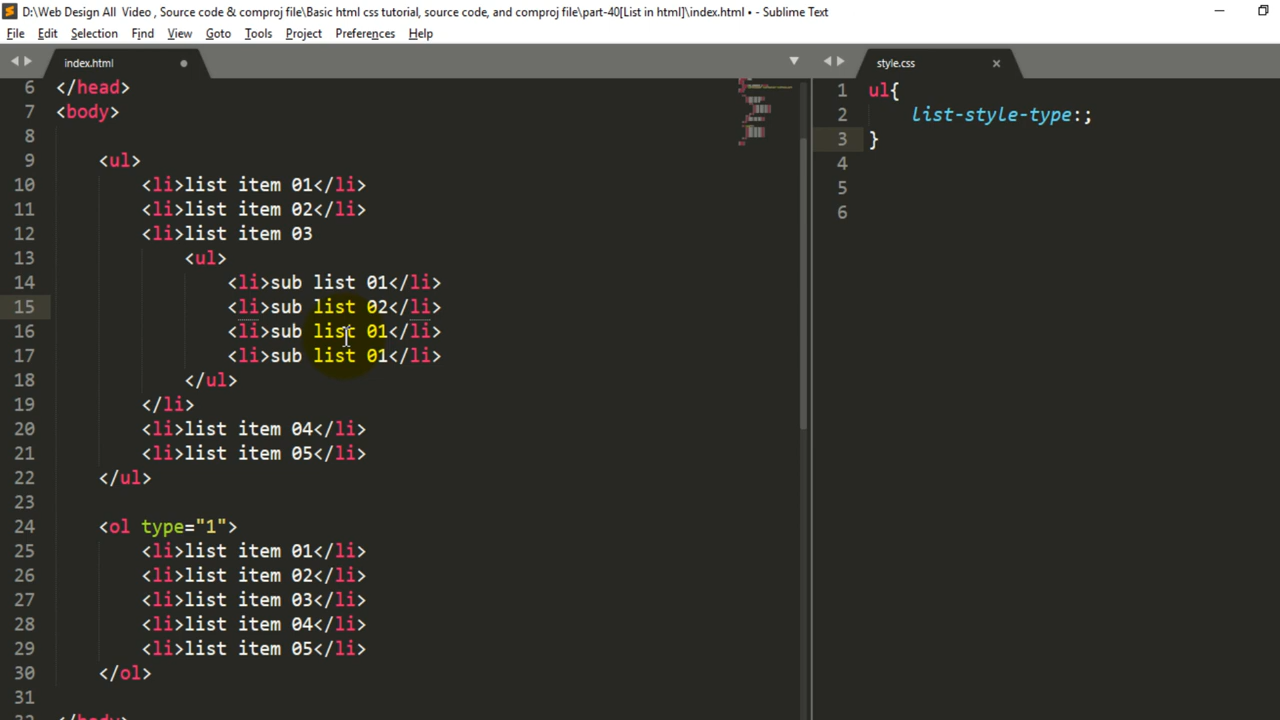 D:\Web Design All  Video , Source code & comproj file\Basic html css tutorial, source code, and comproj file\part-40[List in html]\index.html • - Sublime Text
File Edit Selection Find View Goto Tools Project Preferences Help
index.html
style.css
6 </head>
7 <body>
8
9 <ul>
10 <li>list item 01</li>
11 <li>list item 02</li>
12 <li>list item 03
13 <ul>
14 <li>sub list 01</li>
15 <li>sub list 02</li>
16 <li>sub list 01</li>
17 <li>sub list 01</li>
18 </ul>
19 </li>
20 <li>list item 04</li>
21 <li>list item 05</li>
22 </ul>
23
24 <ol type="1">
25 <li>list item 01</li>
26 <li>list item 02</li>
27 <li>list item 03</li>
28 <li>list item 04</li>
29 <li>list item 05</li>
30 </ol>
31
32 </body>
1 ul{
2 list-style-type:;
3 }
4
5
6